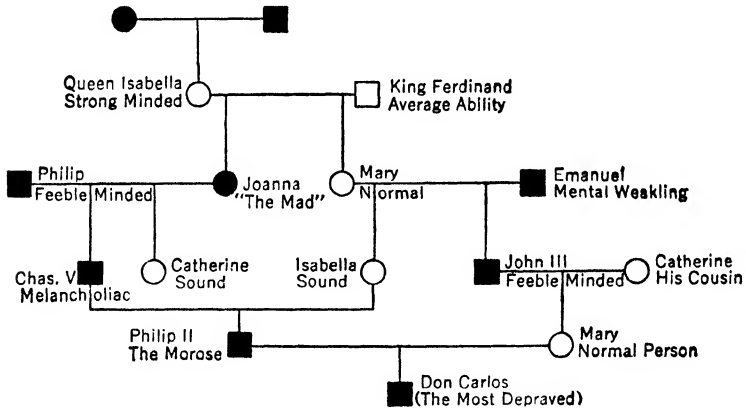 Queen Isabella
Strong Minded
King Ferdinand
Average Ability
Philip
Feeble Minded
Joanna
"The Mad"
Mary
Normal
Emanuel
Mental Weakling
Chas. V
Melancholiac
Catherine
Sound
Isabella
Sound
John III
Feeble Minded
Catherine
His Cousin
Philip II
The Morose
Mary
Normal Person
Don Carlos
(The Most Depraved)